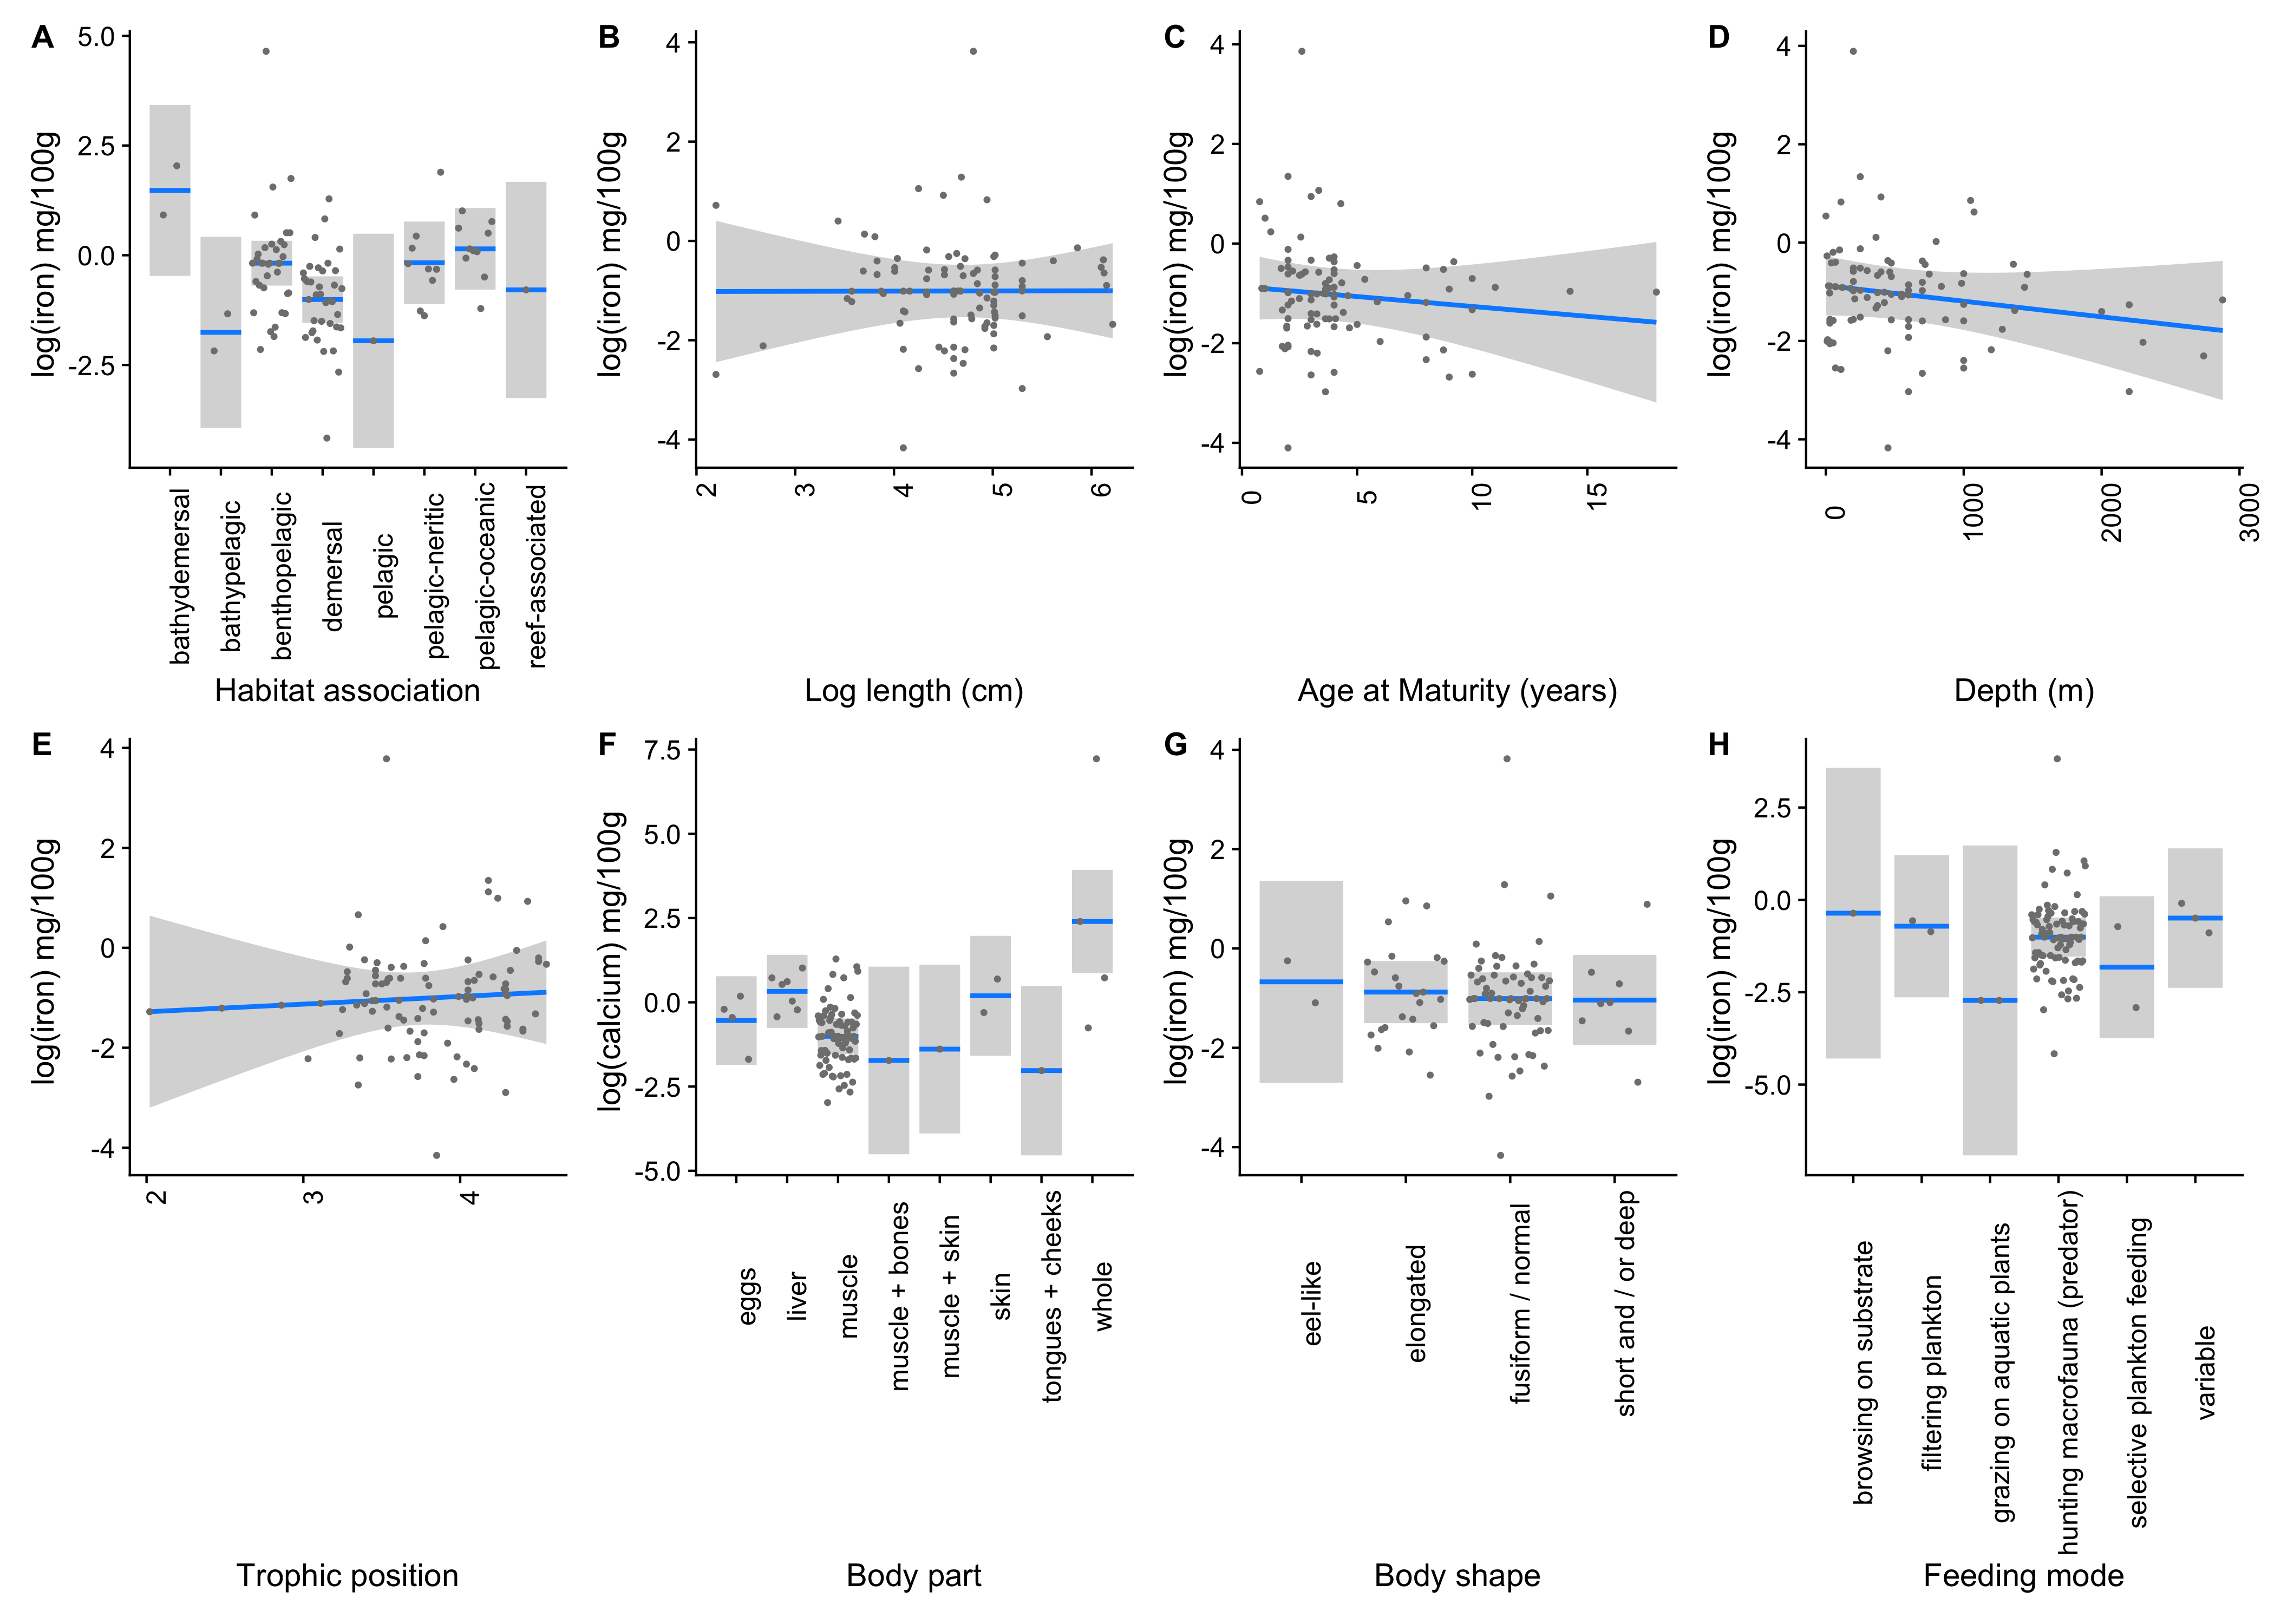 A
log(iron) mg/100g
5.0
2.5
0.0
-2.5
bathydemersal
bathypelagic
benthopelagic
demersal
pelagic
pelagic-neritic
pelagic-oceanic
reef-associated
Habitat association
B
log(iron) mg/100g
4
2
0
-2
-4
2
3
4
5
6
Log length (cm)
C
log(iron) mg/100g
4
2
0
-2
-4
0
5
10
15
Age at Maturity (years)
D
log(iron) mg/100g
4
2
0
-2
-4
0
1000
2000
3000
Depth (m)
E
log(iron) mg/100g
4
2
0
-2
-4
2
3
4
Trophic position
F
log(calcium) mg/100g
7.5
5.0
2.5
0.0
-2.5
-5.0
eggs
liver
muscle
muscle + bones
muscle + skin
skin
tongues + cheeks
whole
Body part
G
log(iron) mg/100g
4
2
0
-2
-4
eel-like
elongated
fusiform / normal
short and / or deep
Body shape
H
log(iron) mg/100g
2.5
0.0
-2.5
-5.0
browsing on substrate
filtering plankton
grazing on aquatic plants
hunting macrofauna (predator)
selective plankton feeding
variable
Feeding mode